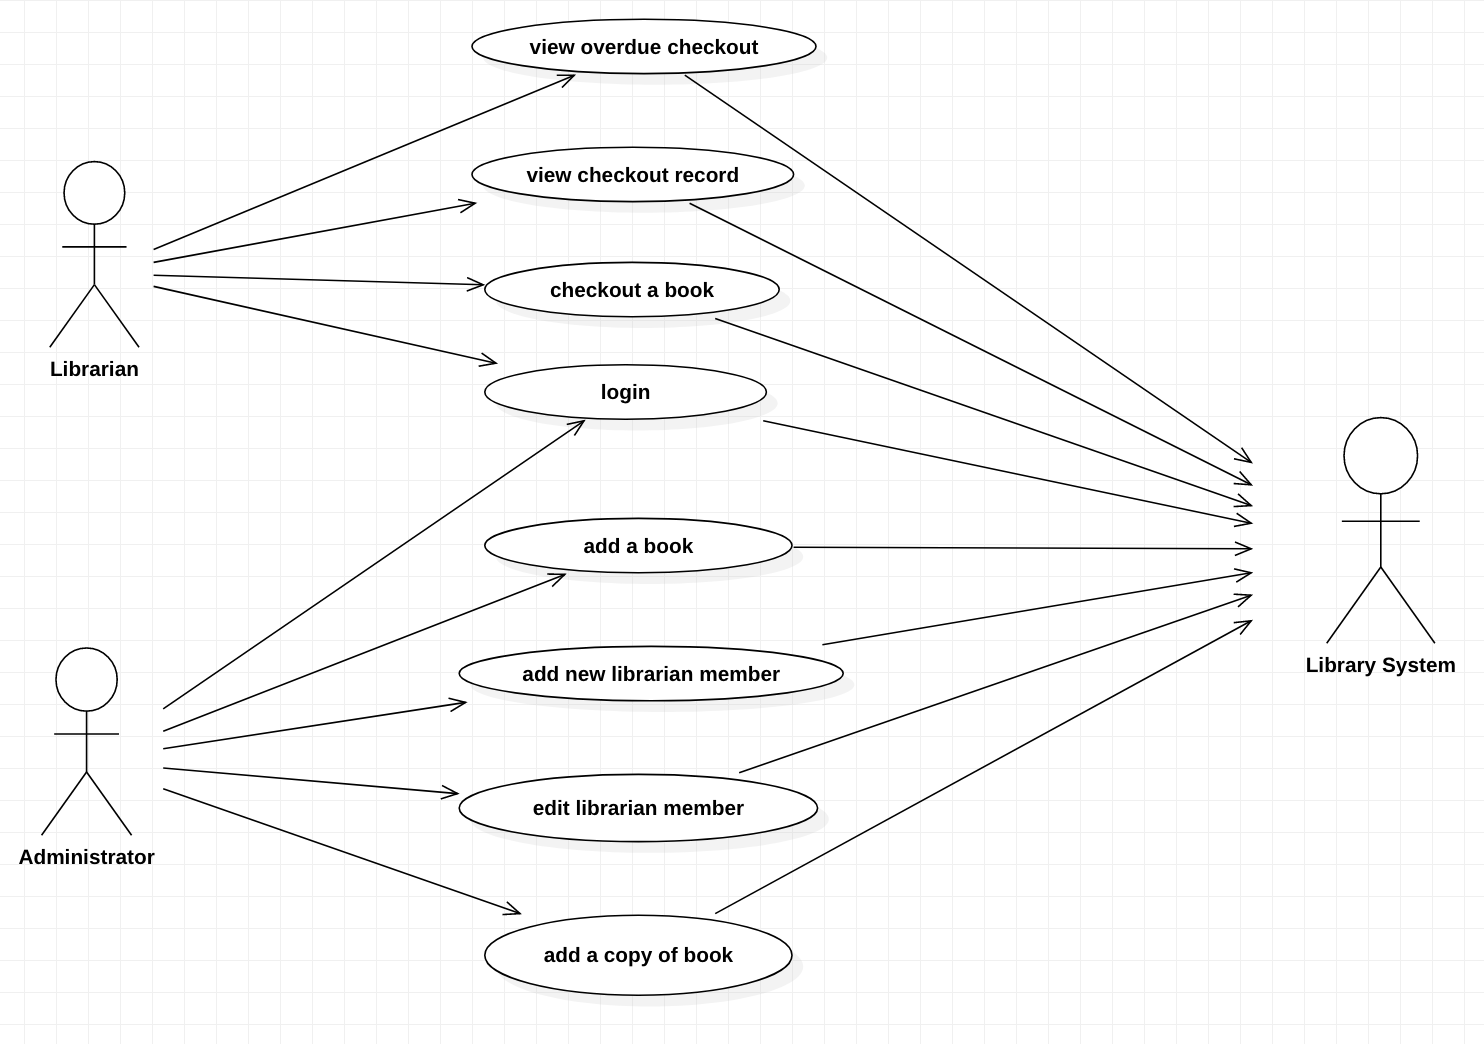 view overdue checkout
view checkout record
checkout a book
Librarian
login
add a book
Library System
add new librarian member
edit librarian member
Administrator
add a copy of book